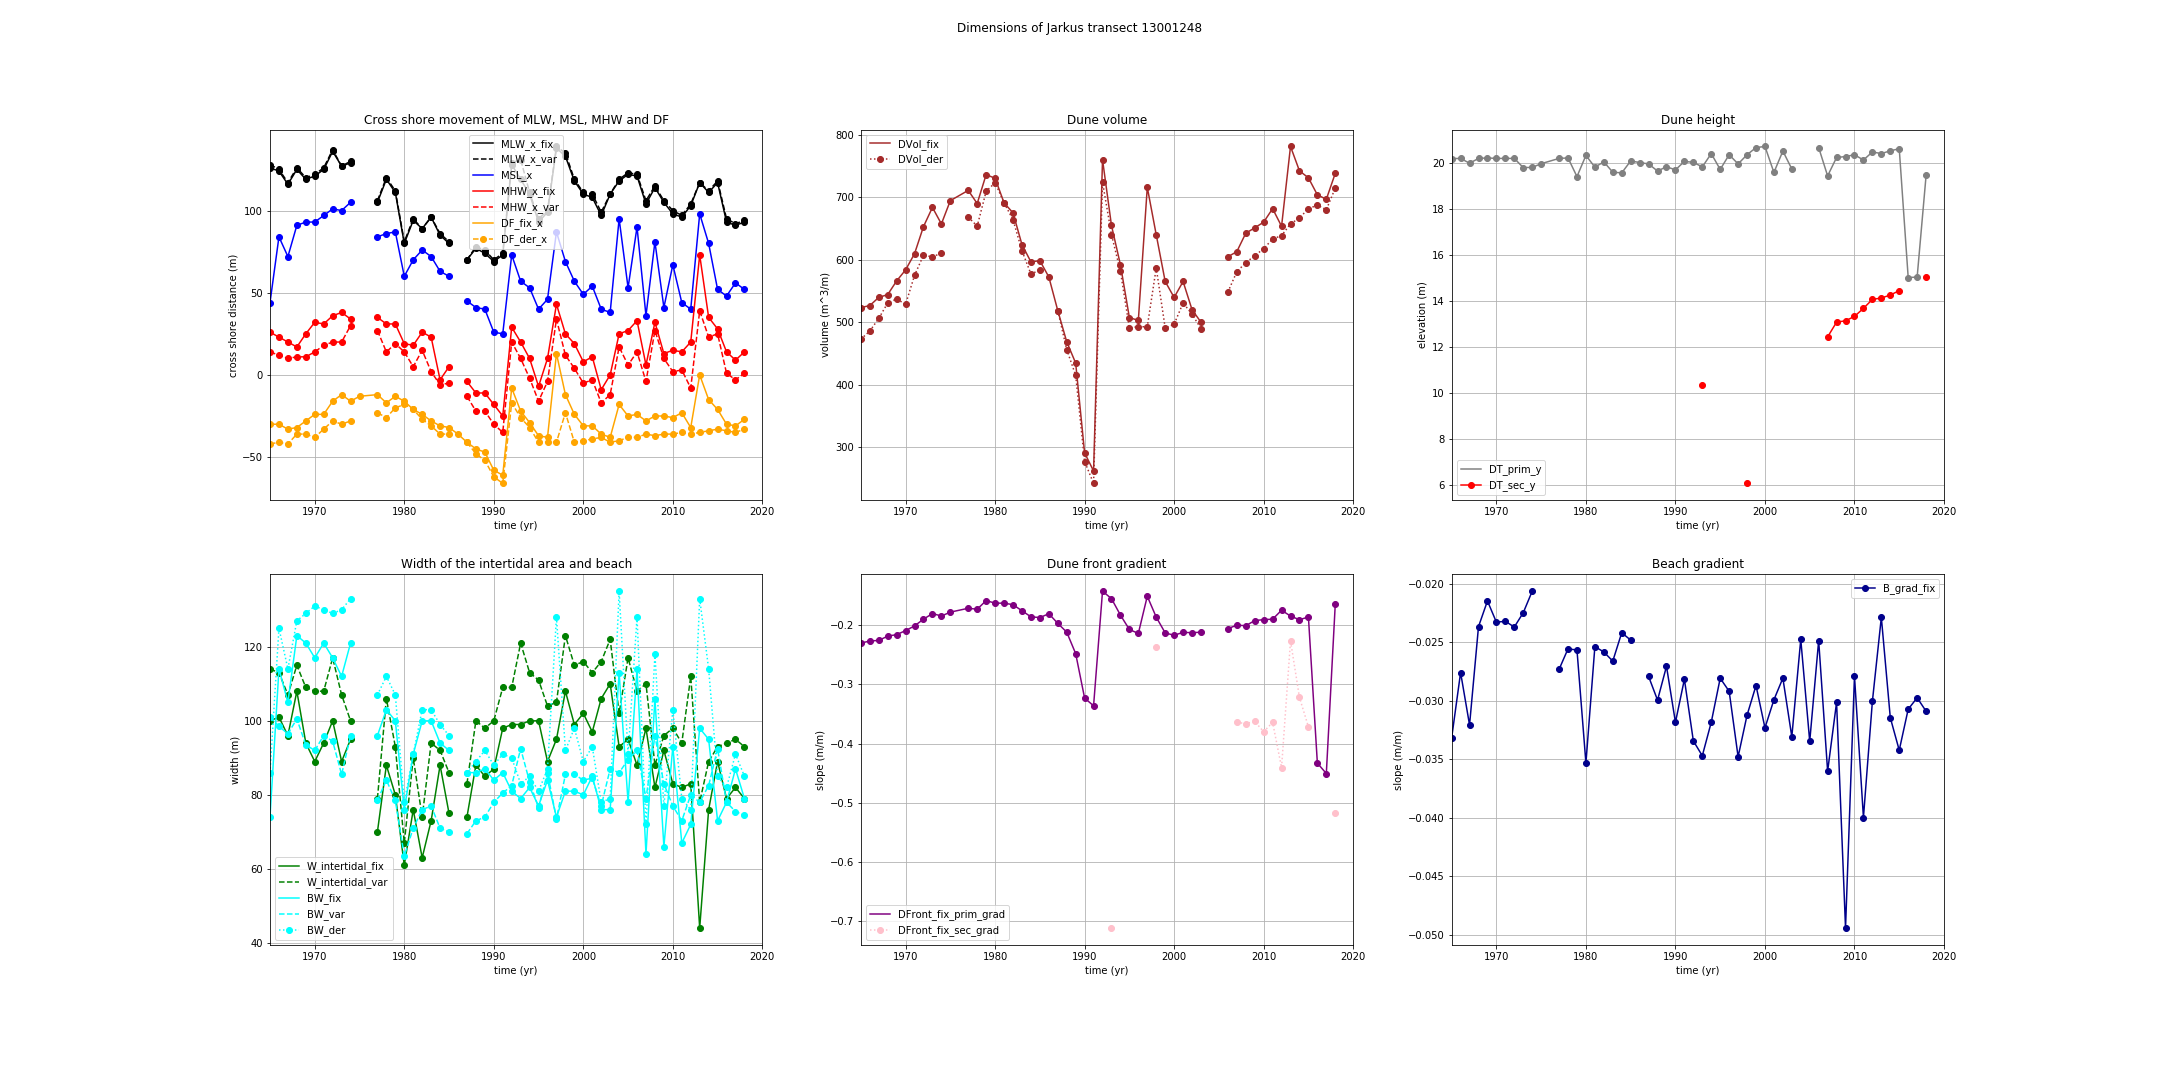 Dimensions of Jarkus transect 13001248
Cross shore movement of MLW, MSL, MHW and DF
cross shore distance (m)
100
50
0
−50
MLW_x_fix
MLW_x_var
MSL_x
MHW_x_fix
MHW_x_var
DF_fix_x
DF_der_x
1970 1980 1990 2000 2010 2020
time (yr)
Dune volume
volume (m^3/m)
800
700
600
500
400
300
DVol_fix
DVol_der
1970 1980 1990 2000 2010 2020
time (yr)
Dune height
elevation (m)
20
18
16
14
12
10
8
6
DT_prim_y
DT_sec_y
1970 1980 1990 2000 2010 2020
time (yr)
Width of the intertidal area and beach
width (m)
120
100
80
60
40
W_intertidal_fix
W_intertidal_var
BW_fix
BW_var
BW_der
1970 1980 1990 2000 2010 2020
time (yr)
Dune front gradient
slope (m/m)
−0.2
−0.3
−0.4
−0.5
−0.6
−0.7
DFront_fix_prim_grad
DFront_fix_sec_grad
1970 1980 1990 2000 2010 2020
time (yr)
Beach gradient
slope (m/m)
−0.020
−0.025
−0.030
−0.035
−0.040
−0.045
−0.050
B_grad_fix
1970 1980 1990 2000 2010 2020
time (yr)